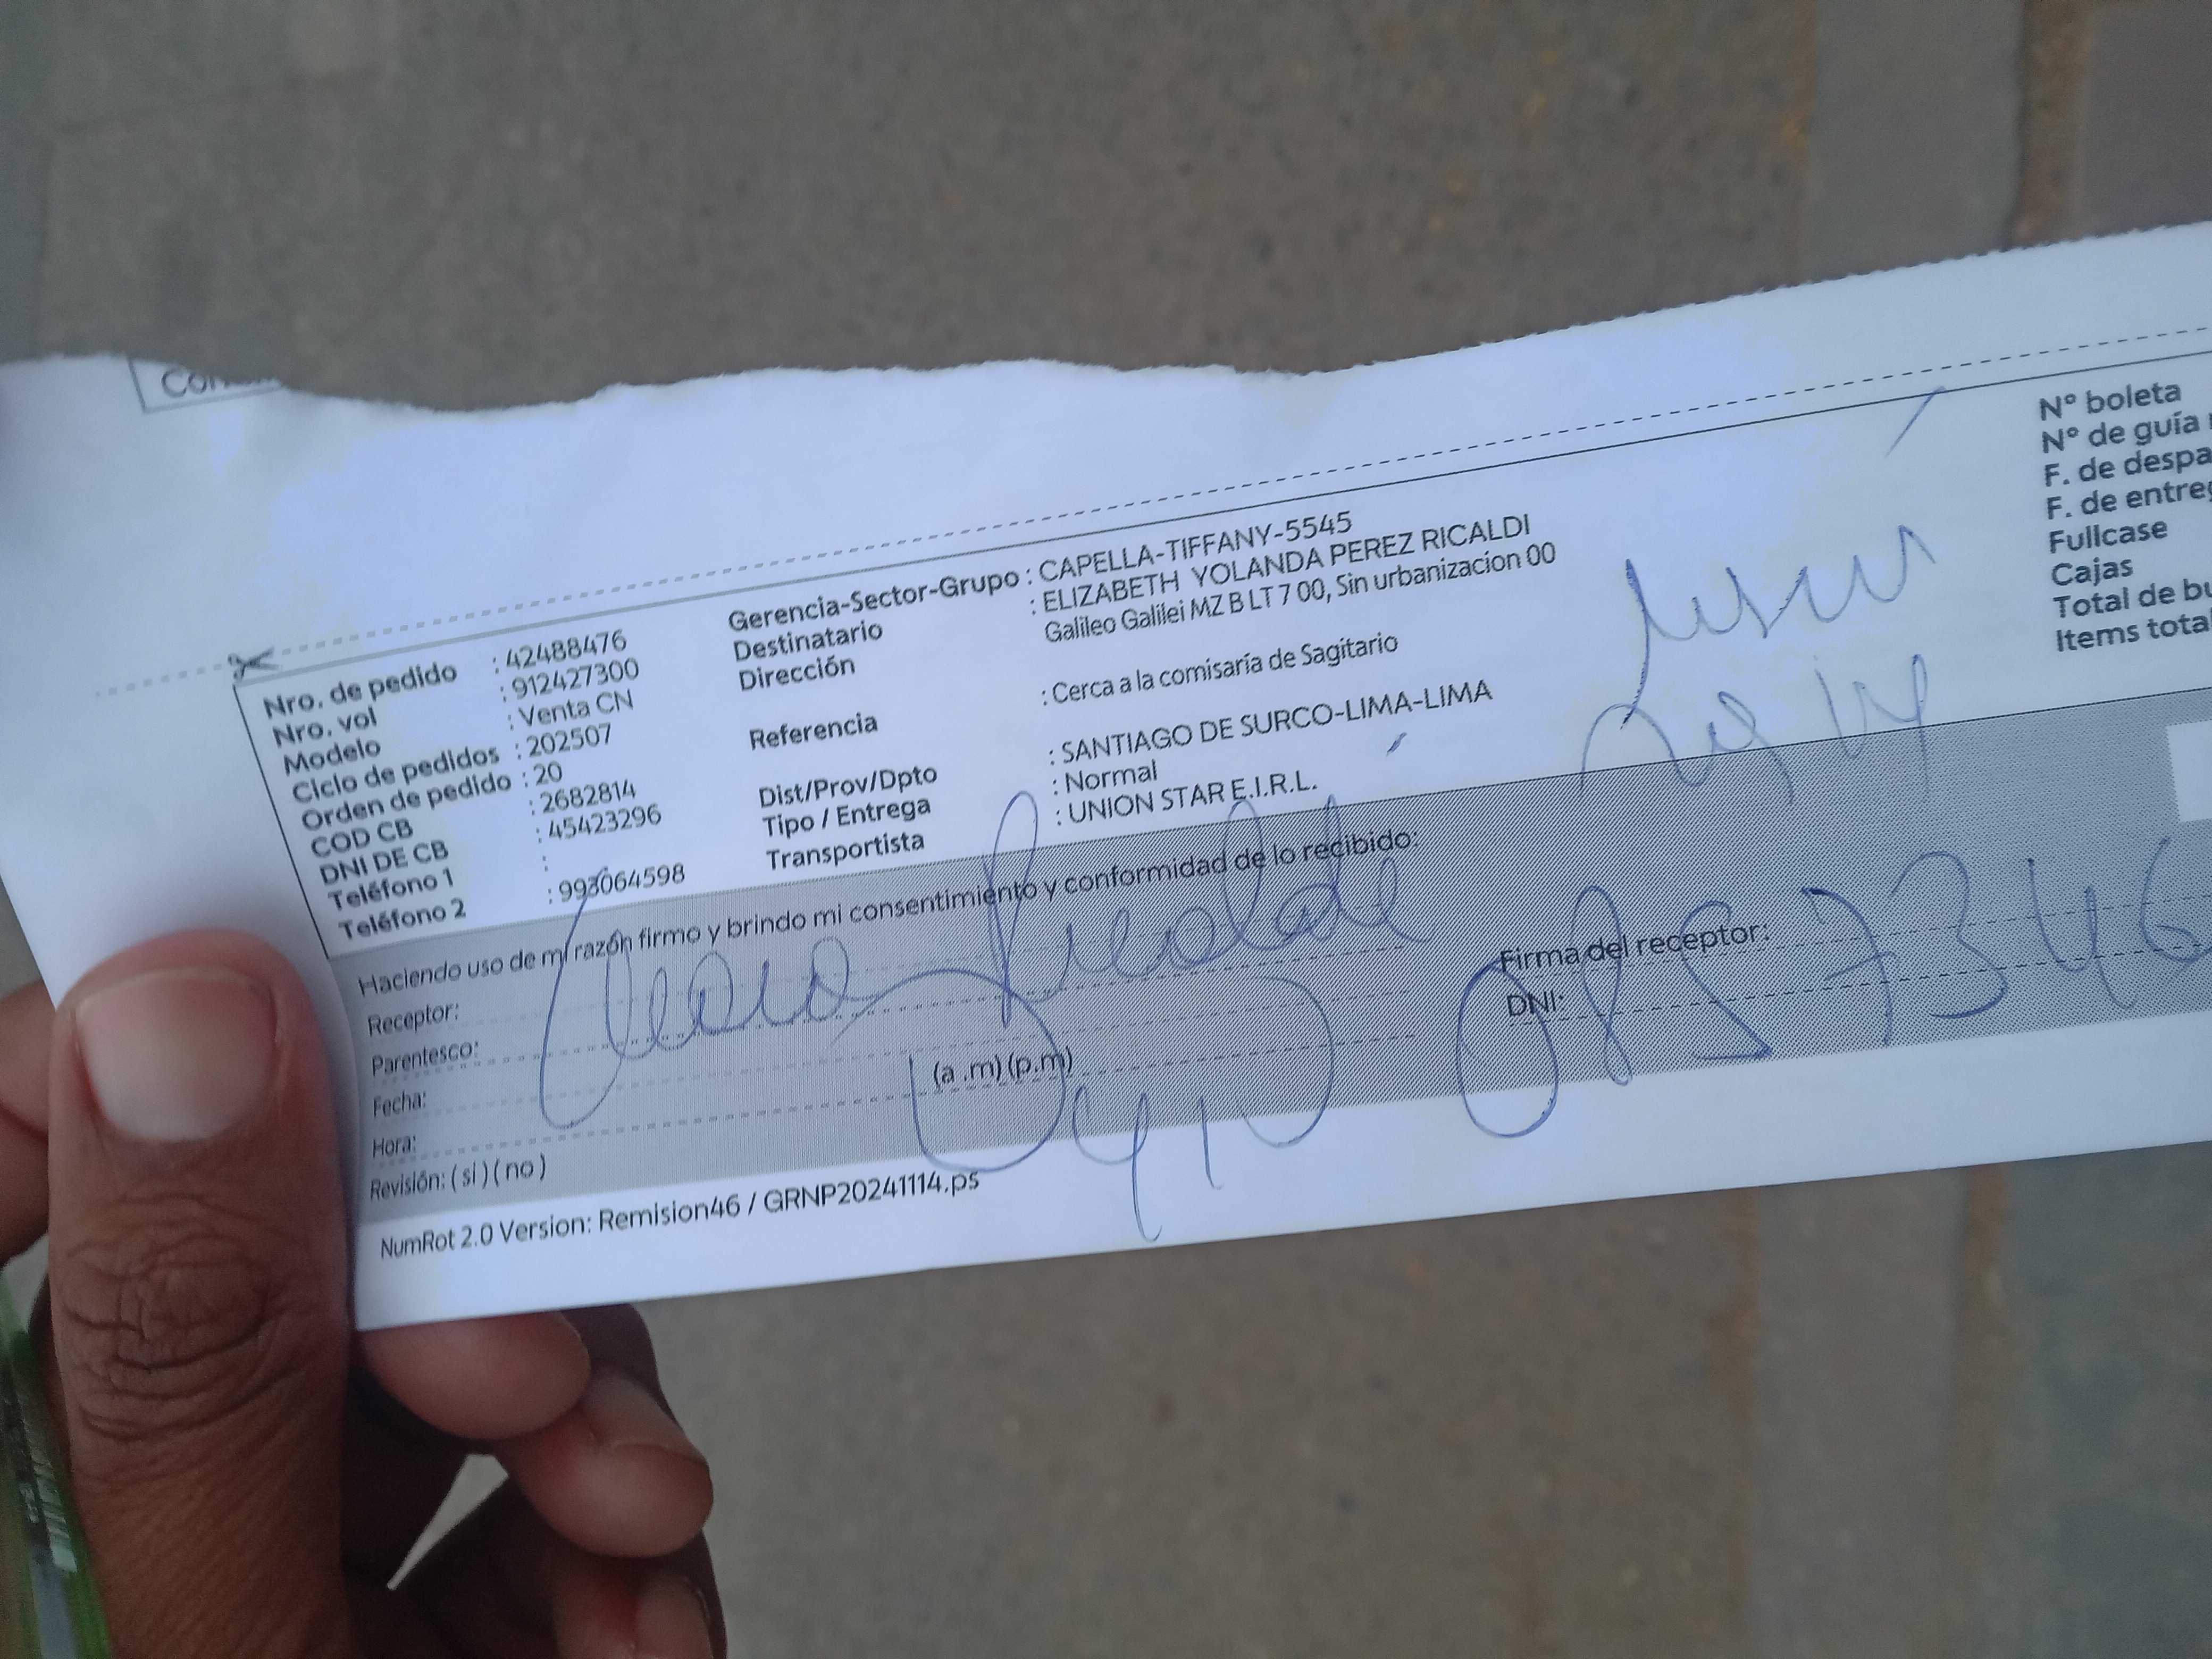 Nro. de pedido : 42488476
Nro. vol : 912427300
Modelo : Venta CN
Ciclo de pedidos : 202507
Orden de pedido : 20
COD CB : 2682814
DNI DE CB : 45423296
Teléfono 1 :
Teléfono 2 : 993064598
Gerencia-Sector-Grupo : CAPELLA-TIFFANY-5545
Destinatario : ELIZABETH YOLANDA PEREZ RICALDI
Dirección Galileo Galilei MZ B LT 7 00, Sin urbanizacion 00
Referencia : Cerca a la comisaría de Sagitario
Dist/Prov/Dpto : SANTIAGO DE SURCO-LIMA-LIMA
Tipo / Entrega : Normal
Transportista : UNION STAR E.I.R.L.
N° boleta
N° de guía
F. de despa
F. de entreg
Fullcase
Cajas
Total de bu
Items total
Haciendo uso de mi razón firmo y brindo mi consentimiento y conformidad de lo recibido:
Receptor: Ricaldi
Parentesco:
Fecha:
Hora: (a .m) (p.m)
Revisión: ( si ) ( no )
Firma del receptor:
DNI: 0857346
NumRot 2.0 Version: Remision46 / GRNP20241114.ps